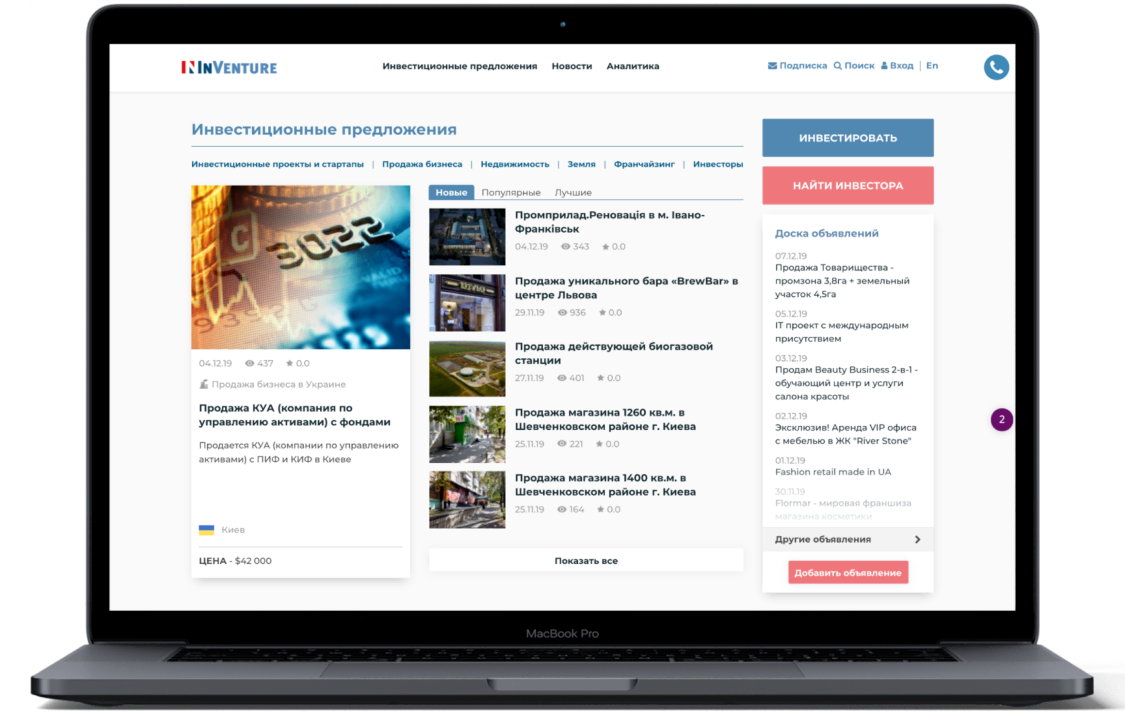 INVENTURE
Инвестиционные предложения Новости Аналитика
Подписка Поиск Вход | En
Инвестиционные предложения
Инвестиционные проекты и стартапы | Продажа бизнеса | Недвижимость | Земля | Франчайзинг | Инвесторы
3022
VALID
04.12.19 437 0.0
Продажа бизнеса в Украине
Продажа КУА (компания по
управлению активами) с фондами
Продается КУА (компании по управлению
активами) с ПИФ и КИФ в Киеве
Киев
ЦЕНА - $42 000
Новые Популярные Лучшие
Промприлад.Реновація в м. Івано-
Франківськ
04.12.19 343 0.0
Продажа уникального бара «BrewBar» в
центре Львова
29.11.19 936 0.0
Продажа действующей биогазовой
станции
27.11.19 401 0.0
Продажа магазина 1260 кв.м. в
Шевченковском районе г. Киева
25.11.19 221 0.0
Продажа магазина 1400 кв.м. в
Шевченковском районе г. Киева
25.11.19 164 0.0
Показать все
ИНВЕСТИРОВАТЬ
НАЙТИ ИНВЕСТОРА
Доска объявлений
07.12.19
Продажа Товарищества -
промзона 3,8га + земельный
участок 4,5га
05.12.19
IT проект с международным
присутствием
03.12.19
Продам Beauty Business 2-в-1 -
обучающий центр и услуги
салона красоты
02.12.19
Эксклюзив! Аренда VIP офиса
с мебелью в ЖК "River Stone"
01.12.19
Fashion retail made in UA
30.11.19
Flormar - мировая франшиза
магазина косметики
Другие объявления
Добавить объявление
2
MacBook Pro